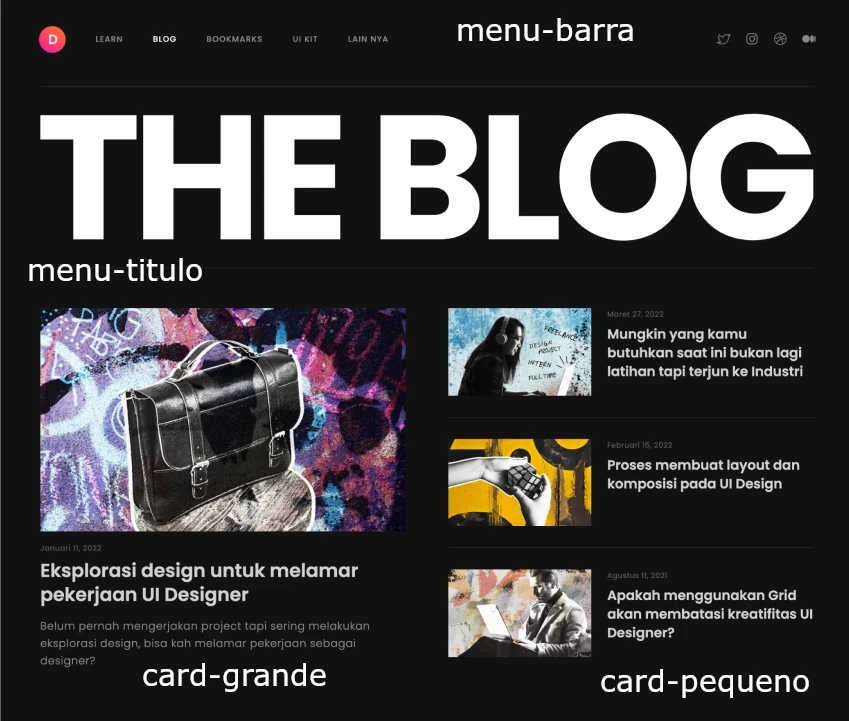 D LEARN BLOG BOOKMARKS UI KIT LAIN NYA
menu-barra
THE BLOG
menu-titulo
Januari 11, 2022
Eksplorasi design untuk melamar
pekerjaan UI Designer
Belum pernah mengerjakan project tapi sering melakukan
eksplorasi design, bisa kah melamar pekerjaan sebagai
designer?
card-grande
FREELANCE
DESIGN
PROJECT
INTERN
FULL TIME
Maret 27, 2022
Mungkin yang kamu
butuhkan saat ini bukan lagi
latihan tapi terjun ke Industri
Februari 15, 2022
Proses membuat layout dan
komposisi pada UI Design
Agustus 11, 2021
Apakah menggunakan Grid
akan membatasi kreatifitas UI
Designer?
card-pequeno